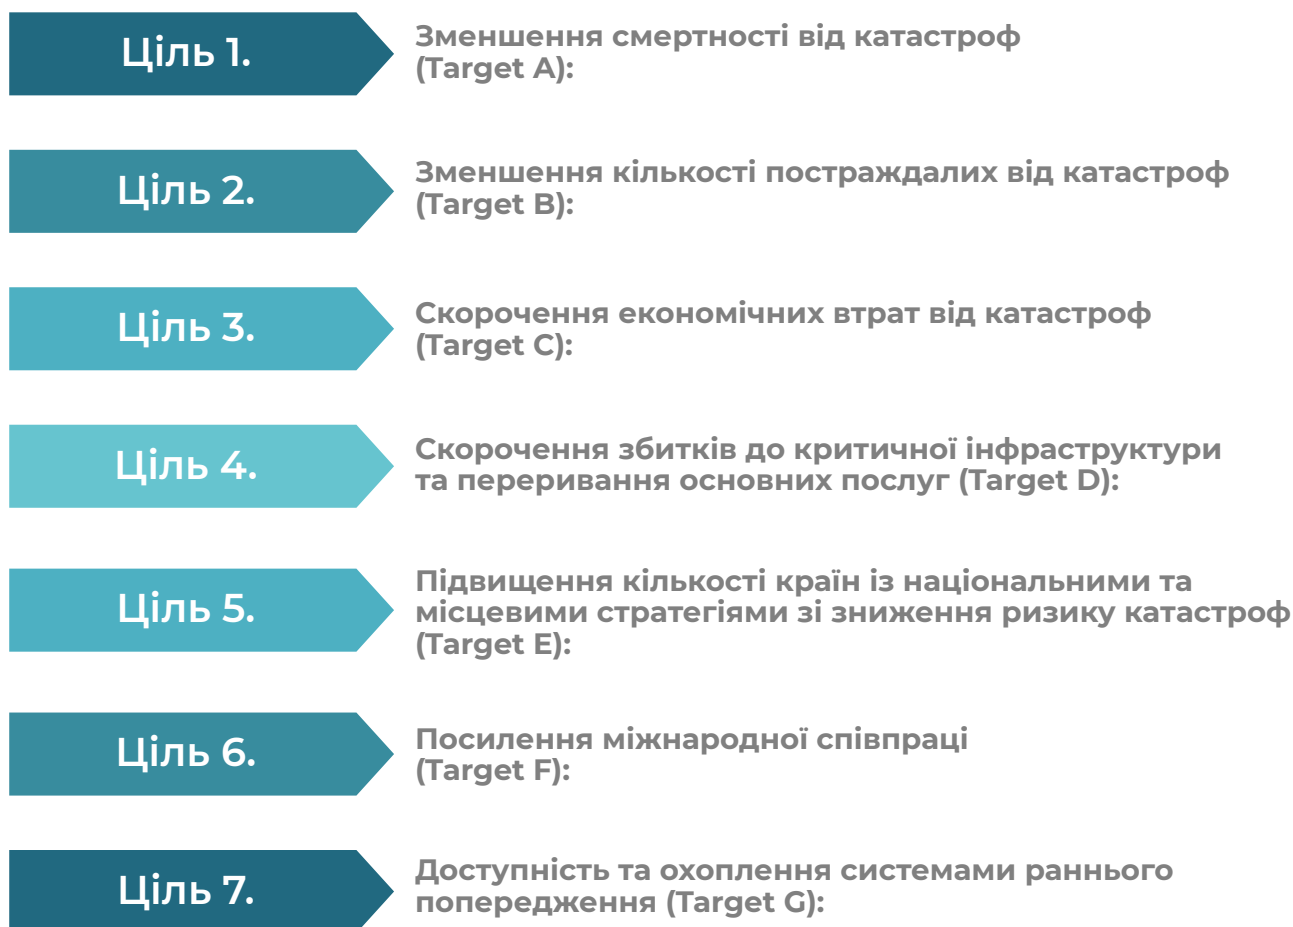 Ціль 1.
Зменшення смертності від катастроф
(Target A):
Ціль 2.
Зменшення кількості постраждалих від катастроф
(Target B):
Ціль 3.
Скорочення економічних втрат від катастроф
(Target C):
Ціль 4.
Скорочення збитків до критичної інфраструктури
та переривання основних послуг (Target D):
Ціль 5.
Підвищення кількості країн із національними та
місцевими стратегіями зі зниження ризику катастроф
(Target E):
Ціль 6.
Посилення міжнародної співпраці
(Target F):
Ціль 7.
Доступність та охоплення системами раннього
попередження (Target G):